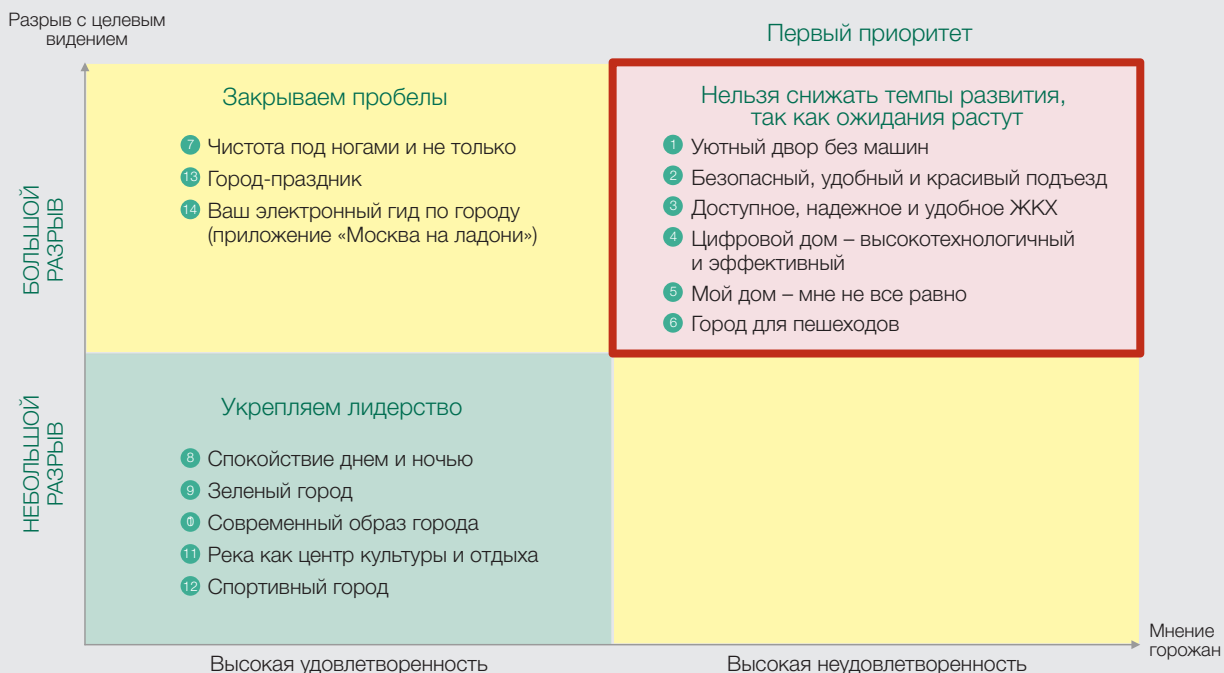 Разрыв с целевым
видением
Первый приоритет
Закрываем пробелы
7 Чистота под ногами и не только
13 Город-праздник
14 Ваш электронный гид по городу
(приложение «Москва на ладони»)
Нельзя снижать темпы развития,
так как ожидания растут
1 Уютный двор без машин
2 Безопасный, удобный и красивый подъезд
3 Доступное, надежное и удобное ЖКХ
4 Цифровой дом – высокотехнологичный
и эффективный
5 Мой дом – мне не все равно
6 Город для пешеходов
БОЛЬШОЙ
РАЗРЫВ
Укрепляем лидерство
8 Спокойствие днем и ночью
9 Зеленый город
Современный образ города
11 Река как центр культуры и отдыха
12 Спортивный город
НЕБОЛЬШОЙ
РАЗРЫВ
Мнение
горожан
Высокая удовлетворенность
Высокая неудовлетворенность